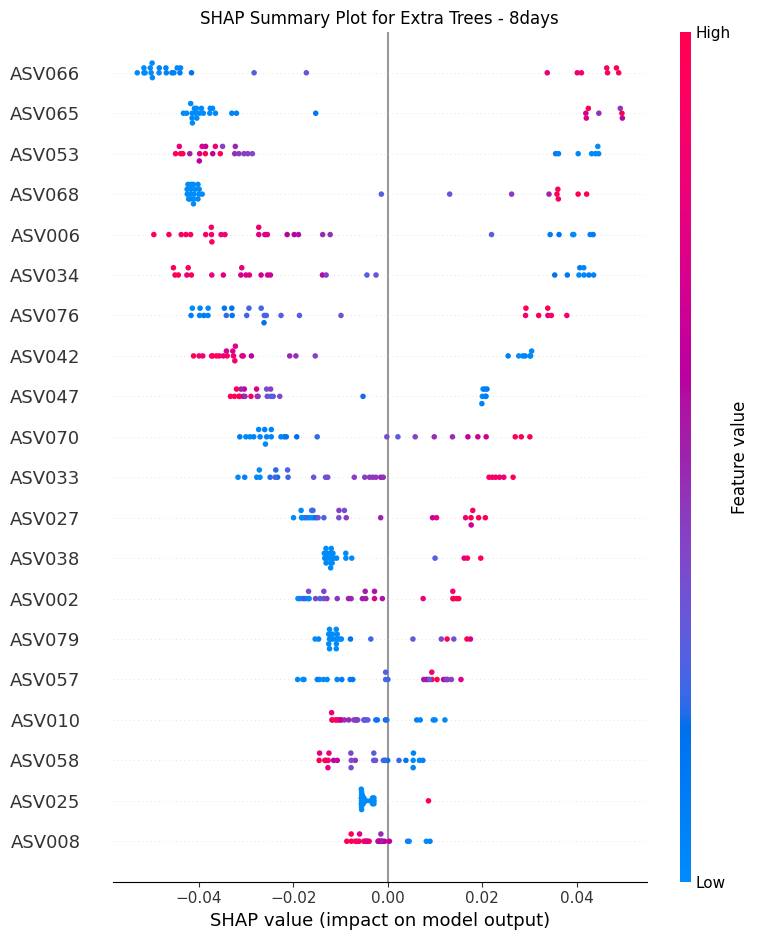 SHAP Summary Plot for Extra Trees - 8days
High
ASV066
ASV065
ASV053
ASV068
ASV006
ASV034
ASV076
ASV042
ASV047
ASV070
ASV033
ASV027
ASV038
ASV002
ASV079
ASV057
ASV010
ASV058
ASV025
ASV008
Feature value
Low
−0.04 −0.02 0.00 0.02 0.04
SHAP value (impact on model output)